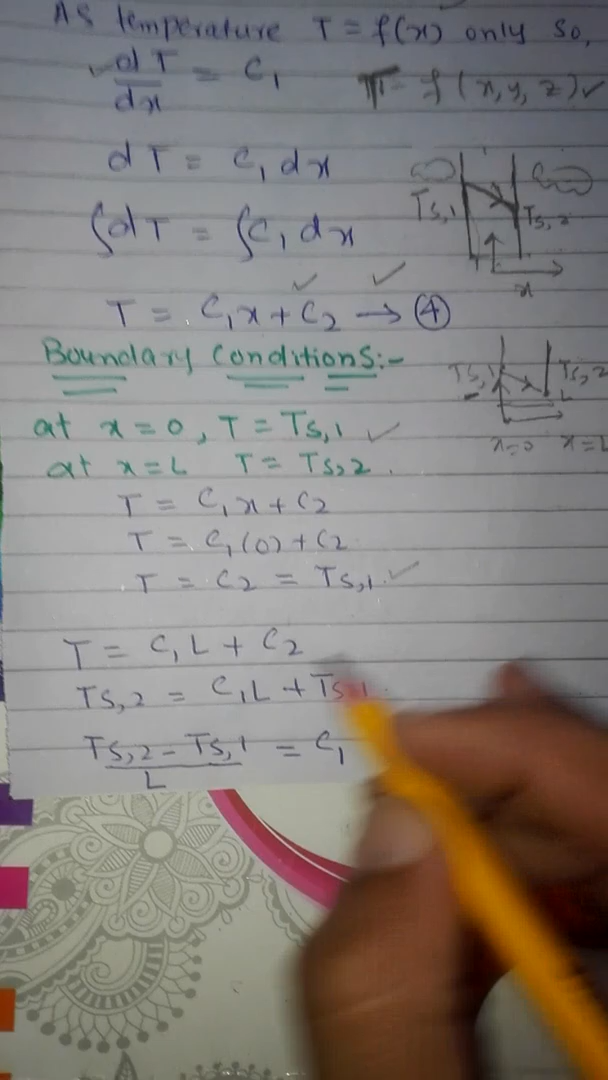 As temperature T = f(x) only so,
dT/dx = C₁
T = f(x, y, z) ✓
dT = C₁ dx
∫dT = ∫C₁ dx
Ts,1
Ts,2
x
T = C₁x + C₂ → ④
Boundary Conditions:-
Ts,1
Ts,2
L
x=0 x=L
at x = 0, T = Ts,1 ✓
at x = L T = Ts,2.
T = C₁x + C₂
T = C₁(0) + C₂
T = C₂ = Ts,1. ✓
T = C₁L + C₂
Ts,2 = C₁L + Ts,1
Ts,2 - Ts,1 / L = C₁